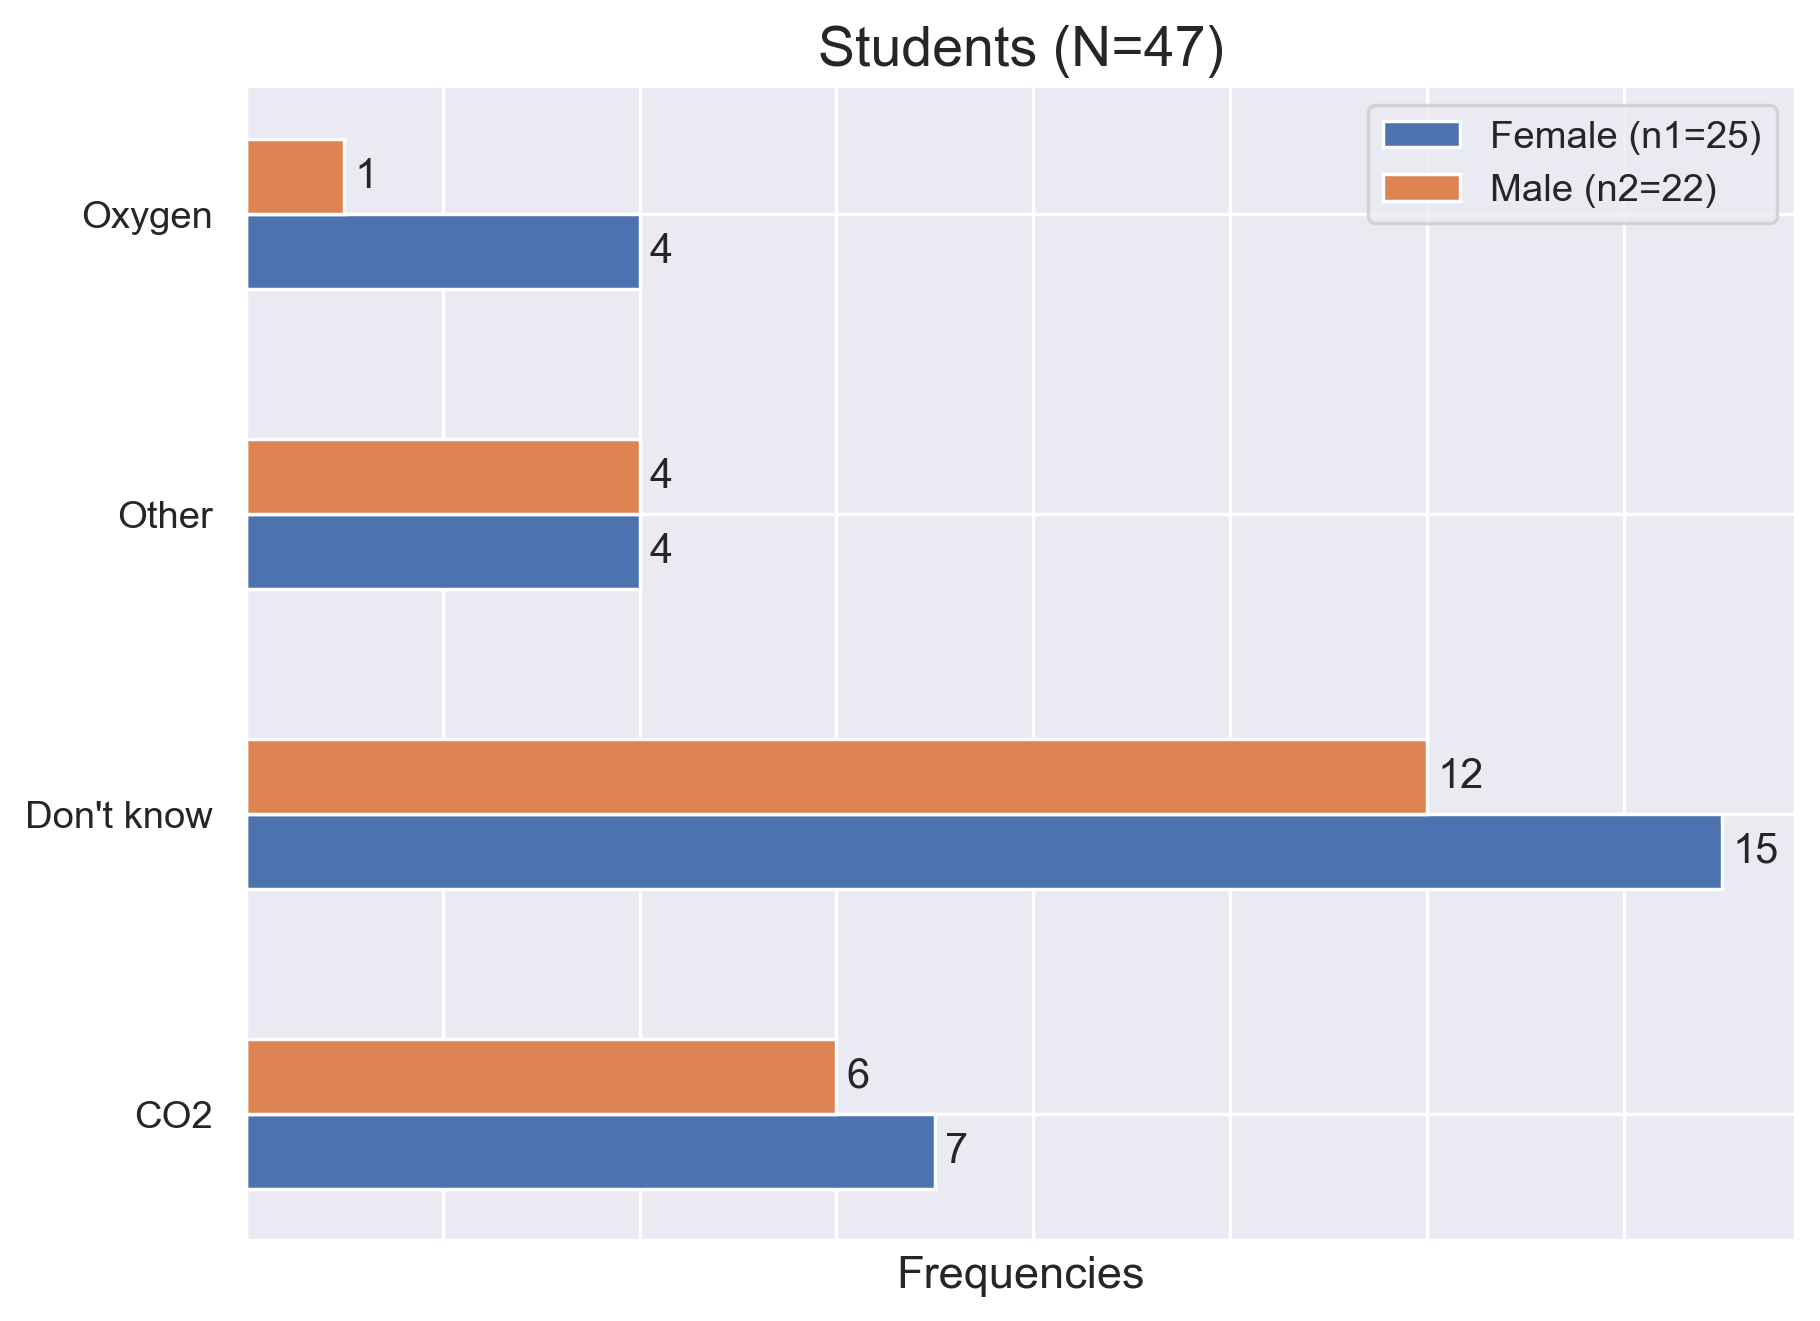 Students (N=47)
Female (n1=25)
Male (n2=22)
1
Oxygen
4
4
Other
4
12
Don't know
15
6
CO2
7
Frequencies